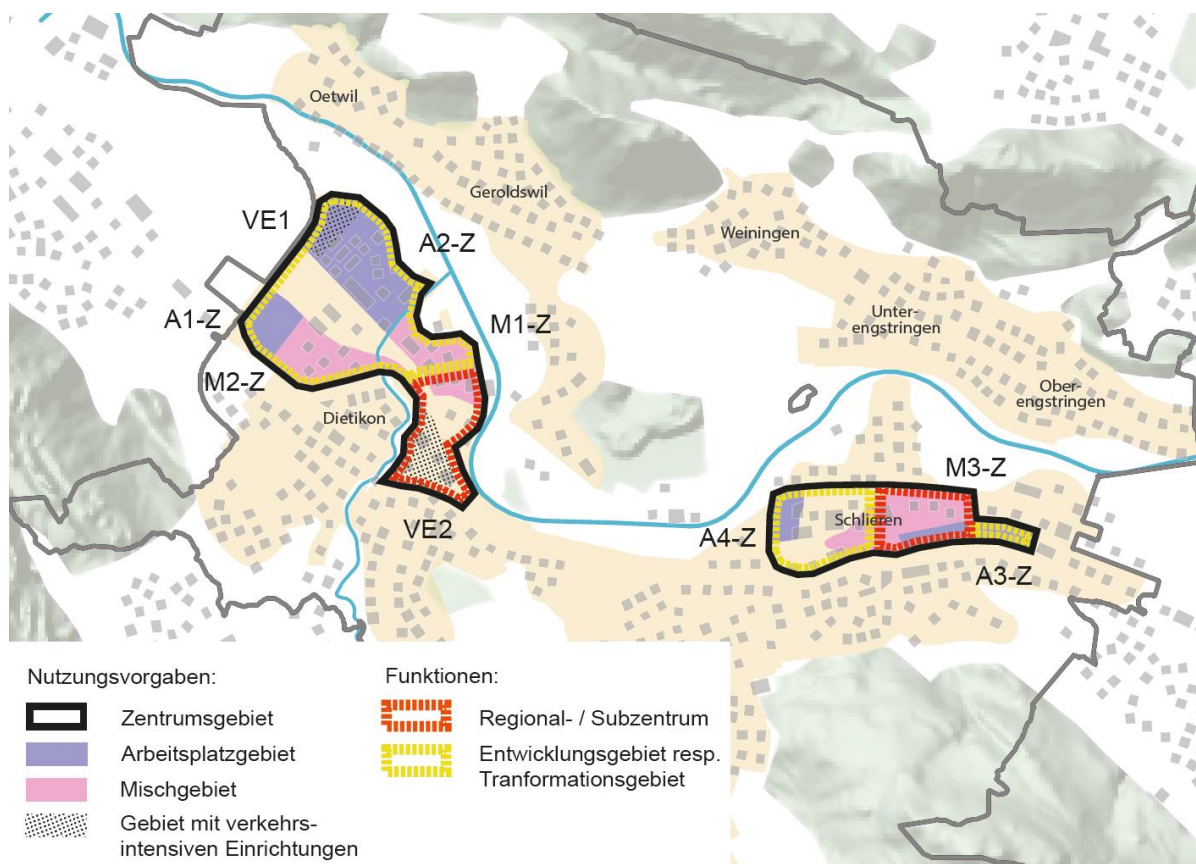 Oetwil
Geroldswil
VE1
A2-Z
Weiningen
A1-Z
M1-Z
Unter-
engstringen
M2-Z
Dietikon
Ober-
engstringen
M3-Z
VE2
A4-Z
Schlieren
A3-Z
Nutzungsvorgaben:
Zentrumsgebiet
Arbeitsplatzgebiet
Mischgebiet
Gebiet mit verkehrs-
intensiven Einrichtungen
Funktionen:
Regional- / Subzentrum
Entwicklungsgebiet resp.
Tranformationsgebiet